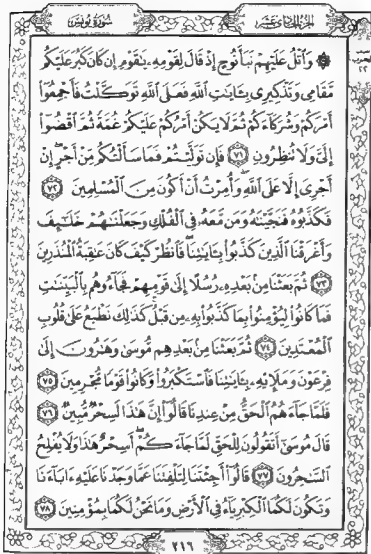 الجزء الحادي عشر
سورة يونس
۞ وَٱتْلُ عَلَيْهِمْ نَبَأَ نُوحٍ إِذْ قَالَ لِقَوْمِهِۦ يَٰقَوْمِ إِن كَانَ كَبُرَ عَلَيْكُم
مَّقَامِى وَتَذْكِيرِى بِـَٔايَٰتِ ٱللَّهِ فَعَلَى ٱللَّهِ تَوَكَّلْتُ فَأَجْمِعُوٓا۟
أَمْرَكُمْ وَشُرَكَآءَكُمْ ثُمَّ لَا يَكُنْ أَمْرُكُمْ عَلَيْكُمْ غُمَّةً ثُمَّ ٱقْضُوٓا۟
إِلَىَّ وَلَا تُنظِرُونِ ٧١ فَإِن تَوَلَّيْتُمْ فَمَا سَأَلْتُكُم مِّنْ أَجْرٍ إِنْ
أَجْرِىَ إِلَّا عَلَى ٱللَّهِ وَأُمِرْتُ أَنْ أَكُونَ مِنَ ٱلْمُسْلِمِينَ ٧٢
فَكَذَّبُوهُ فَنَجَّيْنَٰهُ وَمَن مَّعَهُۥ فِى ٱلْفُلْكِ وَجَعَلْنَٰهُمْ خَلَٰٓئِفَ
وَأَغْرَقْنَا ٱلَّذِينَ كَذَّبُوا۟ بِـَٔايَٰتِنَا فَٱنظُرْ كَيْفَ كَانَ عَٰقِبَةُ ٱلْمُنذَرِينَ
٧٣ ثُمَّ بَعَثْنَا مِنۢ بَعْدِهِۦ رُسُلًا إِلَىٰ قَوْمِهِمْ فَجَآءُوهُم بِٱلْبَيِّنَٰتِ
فَمَا كَانُوا۟ لِيُؤْمِنُوا۟ بِمَا كَذَّبُوا۟ بِهِۦ مِن قَبْلُ كَذَٰلِكَ نَطْبَعُ عَلَىٰ قُلُوبِ
ٱلْمُعْتَدِينَ ٧٤ ثُمَّ بَعَثْنَا مِنۢ بَعْدِهِم مُّوسَىٰ وَهَٰرُونَ إِلَىٰ
فِرْعَوْنَ وَمَلَإِي۟هِۦ بِـَٔايَٰتِنَا فَٱسْتَكْبَرُوا۟ وَكَانُوا۟ قَوْمًا مُّجْرِمِينَ ٧٥
فَلَمَّا جَآءَهُمُ ٱلْحَقُّ مِنْ عِندِنَا قَالُوٓا۟ إِنَّ هَٰذَا لَسِحْرٌ مُّبِينٌ ٧٦
قَالَ مُوسَىٰٓ أَتَقُولُونَ لِلْحَقِّ لَمَّا جَآءَكُمْ أَسِحْرٌ هَٰذَا وَلَا يُفْلِحُ
ٱلسَّٰحِرُونَ ٧٧ قَالُوٓا۟ أَجِئْتَنَا لِتَلْفِتَنَا عَمَّا وَجَدْنَا عَلَيْهِ ءَابَآءَنَا
وَتَكُونَ لَكُمَا ٱلْكِبْرِيَآءُ فِى ٱلْأَرْضِ وَمَا نَحْنُ لَكُمَا بِمُؤْمِنِينَ ٧٨
٢١٦